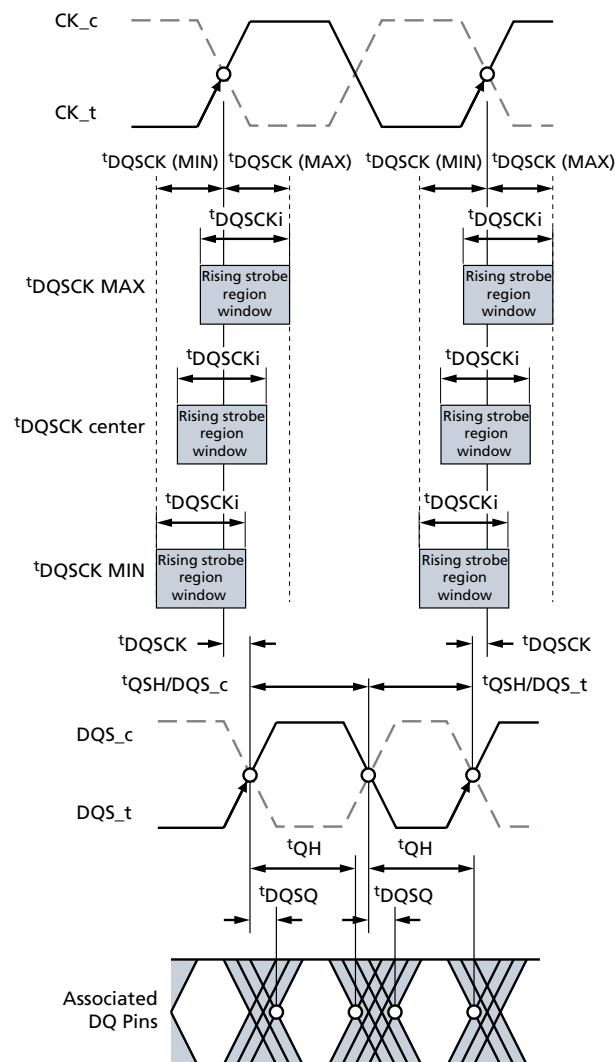 CK_c
CK_t
tDQSCK (MIN) tDQSCK (MAX) tDQSCK (MIN) tDQSCK (MAX)
tDQSCKi tDQSCKi
tDQSCK MAX
Rising strobe
region
window
Rising strobe
region
window
tDQSCKi tDQSCKi
tDQSCK center
Rising strobe
region
window
Rising strobe
region
window
tDQSCKi tDQSCKi
tDQSCK MIN
Rising strobe
region
window
Rising strobe
region
window
tDQSCK tDQSCK
tQSH/DQS_c tQSH/DQS_t
DQS_c
DQS_t
tQH tQH
tDQSQ tDQSQ
Associated
DQ Pins